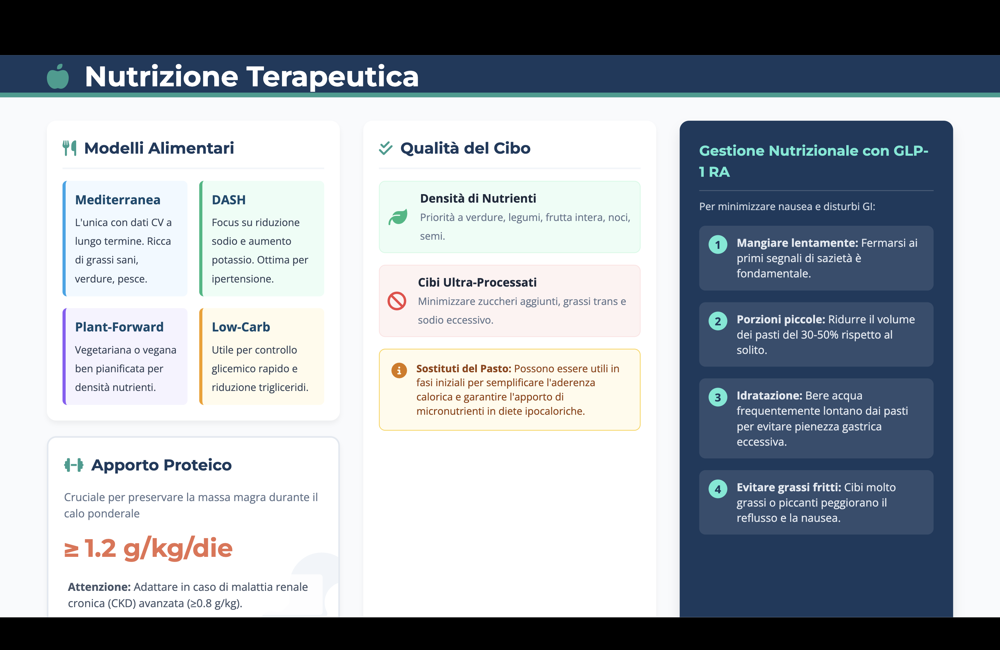 Nutrizione Terapeutica
Modelli Alimentari
Mediterranea
L'unica con dati CV a
lungo termine. Ricca
di grassi sani,
verdure, pesce.
DASH
Focus su riduzione
sodio e aumento
potassio. Ottima per
ipertensione.
Plant-Forward
Vegetariana o vegana
ben pianificata per
densità nutrienti.
Low-Carb
Utile per controllo
glicemico rapido e
riduzione trigliceridi.
Apporto Proteico
Cruciale per preservare la massa magra durante il
calo ponderale
≥ 1.2 g/kg/die
Attenzione: Adattare in caso di malattia renale
cronica (CKD) avanzata (≥0.8 g/kg).
Qualità del Cibo
Densità di Nutrienti
Priorità a verdure, legumi, frutta intera, noci,
semi.
Cibi Ultra-Processati
Minimizzare zuccheri aggiunti, grassi trans e
sodio eccessivo.
Sostituti del Pasto: Possono essere utili in
fasi iniziali per semplificare l'aderenza
calorica e garantire l'apporto di
micronutrienti in diete ipocaloriche.
Gestione Nutrizionale con GLP-
1 RA
Per minimizzare nausea e disturbi GI:
1 Mangiare lentamente: Fermarsi ai
primi segnali di sazietà è
fondamentale.
2 Porzioni piccole: Ridurre il volume
dei pasti del 30-50% rispetto al
solito.
3 Idratazione: Bere acqua
frequentemente lontano dai pasti
per evitare pienezza gastrica
eccessiva.
4 Evitare grassi fritti: Cibi molto
grassi o piccanti peggiorano il
reflusso e la nausea.